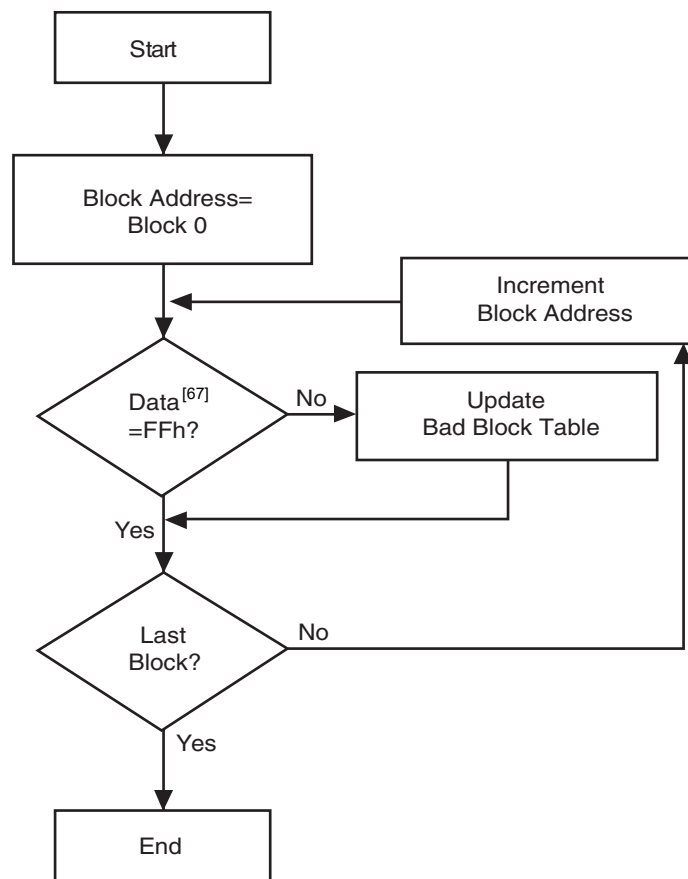 Start
Block Address=
Block 0
Increment
Block Address
Data[67]
=FFh?
No
Update
Bad Block Table
Yes
Last
Block?
No
Yes
End